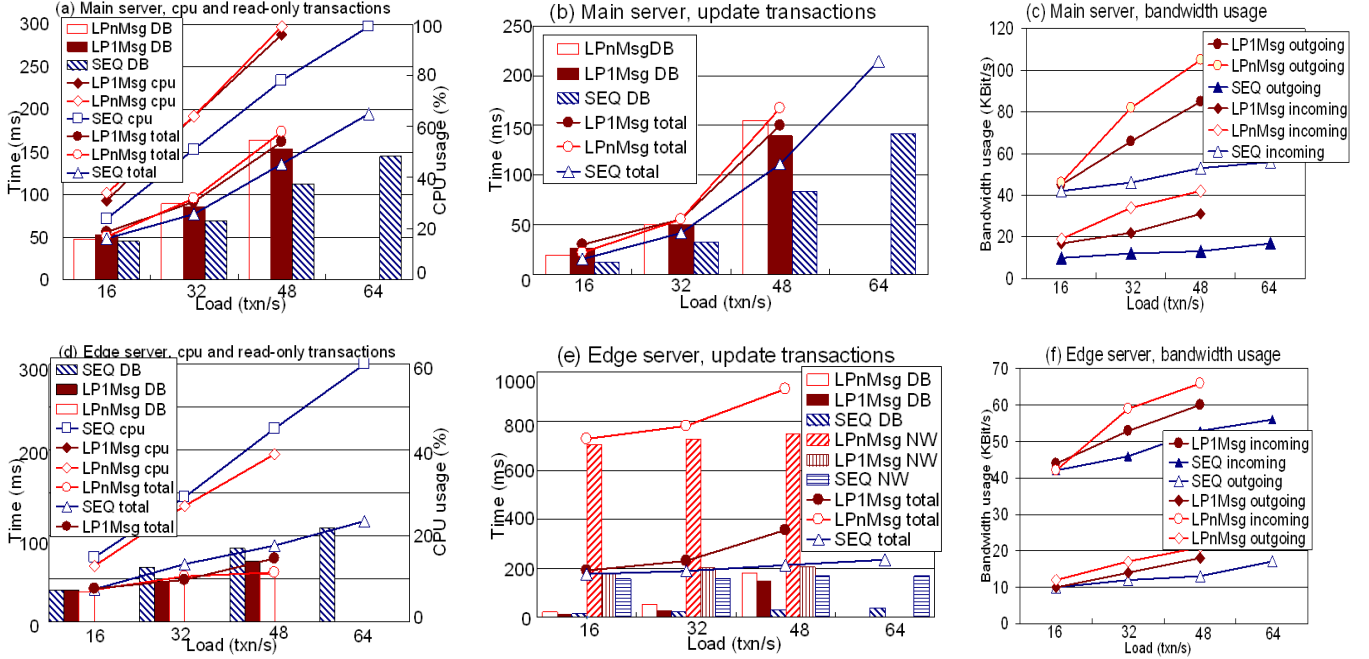 (a) Main server, cpu and read-only transactions
300
250
200
150
100
50
0
Time (ms)
LPnMsg DB
LP1Msg DB
SEQ DB
LP1Msg cpu
LPnMsg cpu
SEQ cpu
LP1Msg total
LPnMsg total
SEQ total
100
80
60
40
20
0
CPU usage (%)
16
32
48
64
Load (txn/s)
(b) Main server, update transactions
250
200
150
100
50
0
Time (ms)
LPnMsgDB
LP1Msg DB
SEQ DB
LP1Msg total
LPnMsg total
SEQ total
16
32
48
64
Load (txn/s)
(c) Main server, bandwidth usage
120
100
80
60
40
20
0
Bandwidth usage (KBit/s)
LP1Msg outgoing
LPnMsg outgoing
SEQ outgoing
LP1Msg incoming
LPnMsg incoming
SEQ incoming
16
32
48
64
Load (txn/s)
(d) Edge server, cpu and read-only transactions
300
200
100
0
Time (ms)
SEQ DB
LP1Msg DB
LPnMsg DB
SEQ cpu
LP1Msg cpu
LPnMsg cpu
LPnMsg total
SEQ total
LP1Msg total
60
40
20
0
CPU usage (%)
16
32
48
64
Load (txn/s)
(e) Edge server, update transactions
1000
800
600
400
200
0
Time (ms)
LPnMsg DB
LP1Msg DB
SEQ DB
LPnMsg NW
LP1Msg NW
SEQ NW
LP1Msg total
LPnMsg total
SEQ total
16
32
48
64
Load (txn/s)
(f) Edge server, bandwidth usage
70
60
50
40
30
20
10
0
Bandwidth usage (KBit/s)
LP1Msg incoming
SEQ incoming
SEQ outgoing
LP1Msg outgoing
LPnMsg incoming
LPnMsg outgoing
16
32
48
64
Load (txn/s)